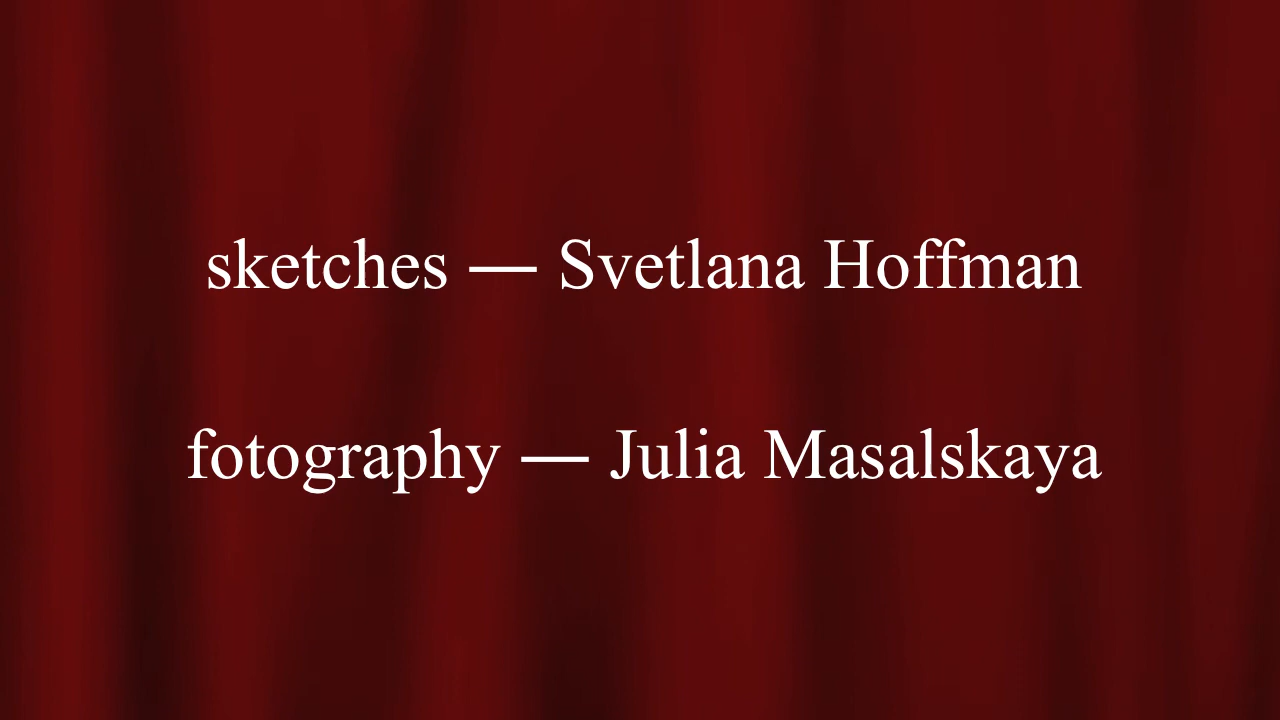 sketches — Svetlana Hoffman
fotography — Julia Masalskaya